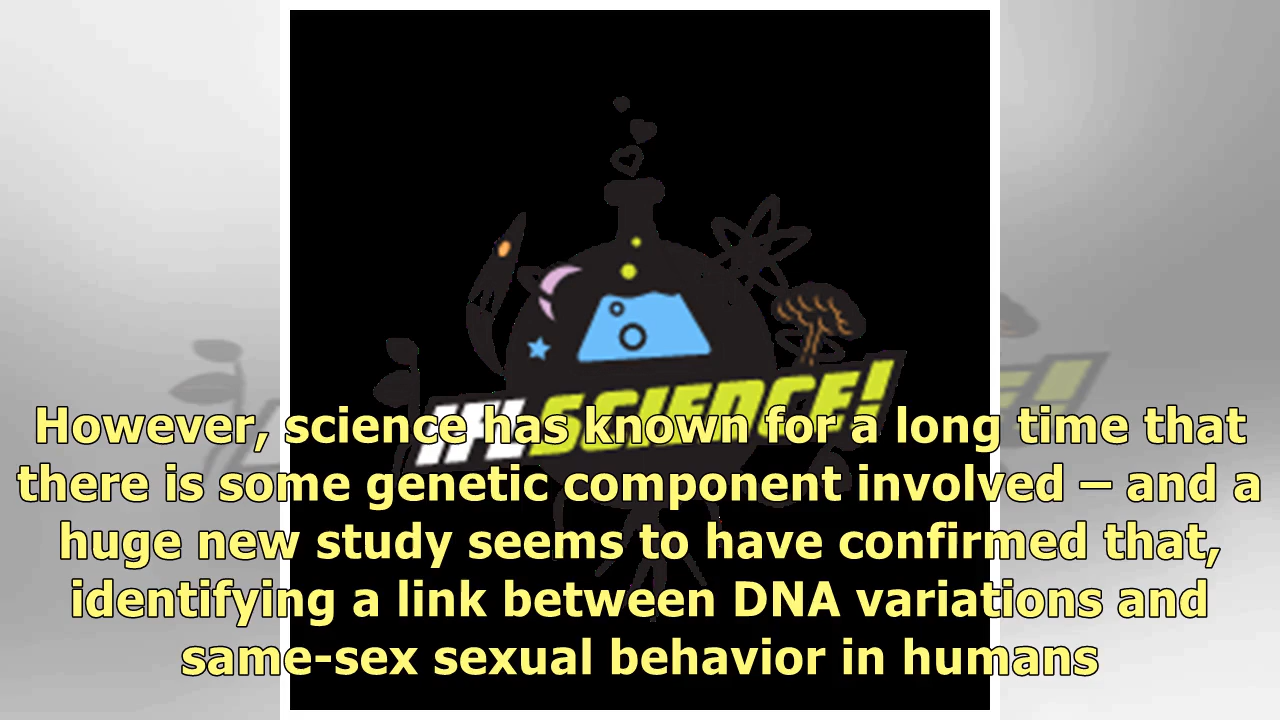 IFLSCIENCE!
However, science has known for a long time that
there is some genetic component involved – and a
huge new study seems to have confirmed that,
identifying a link between DNA variations and
same-sex sexual behavior in humans